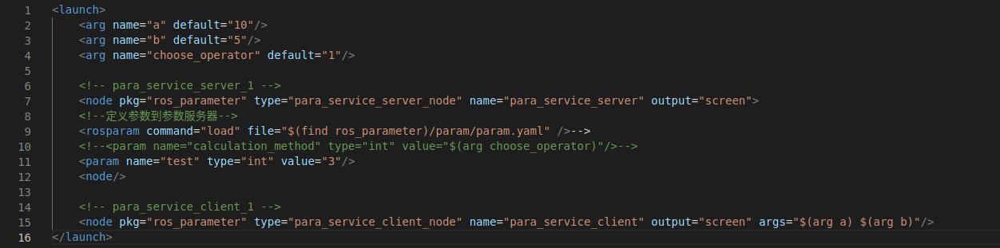 1 <launch>
2 <arg name="a" default="10"/>
3 <arg name="b" default="5"/>
4 <arg name="choose_operator" default="1"/>
5
6 <!-- para_service_server_1 -->
7 <node pkg="ros_parameter" type="para_service_server_node" name="para_service_server" output="screen">
8 <!--定义参数到参数服务器-->
9 <rosparam command="load" file="$(find ros_parameter)/param/param.yaml" />-->
10 <!--<param name="calculation_method" type="int" value="$(arg choose_operator)"/>-->
11 <param name="test" type="int" value="3"/>
12 <node/>
13
14 <!-- para_service_client_1 -->
15 <node pkg="ros_parameter" type="para_service_client_node" name="para_service_client" output="screen" args="$(arg a) $(arg b)"/>
16 </launch>